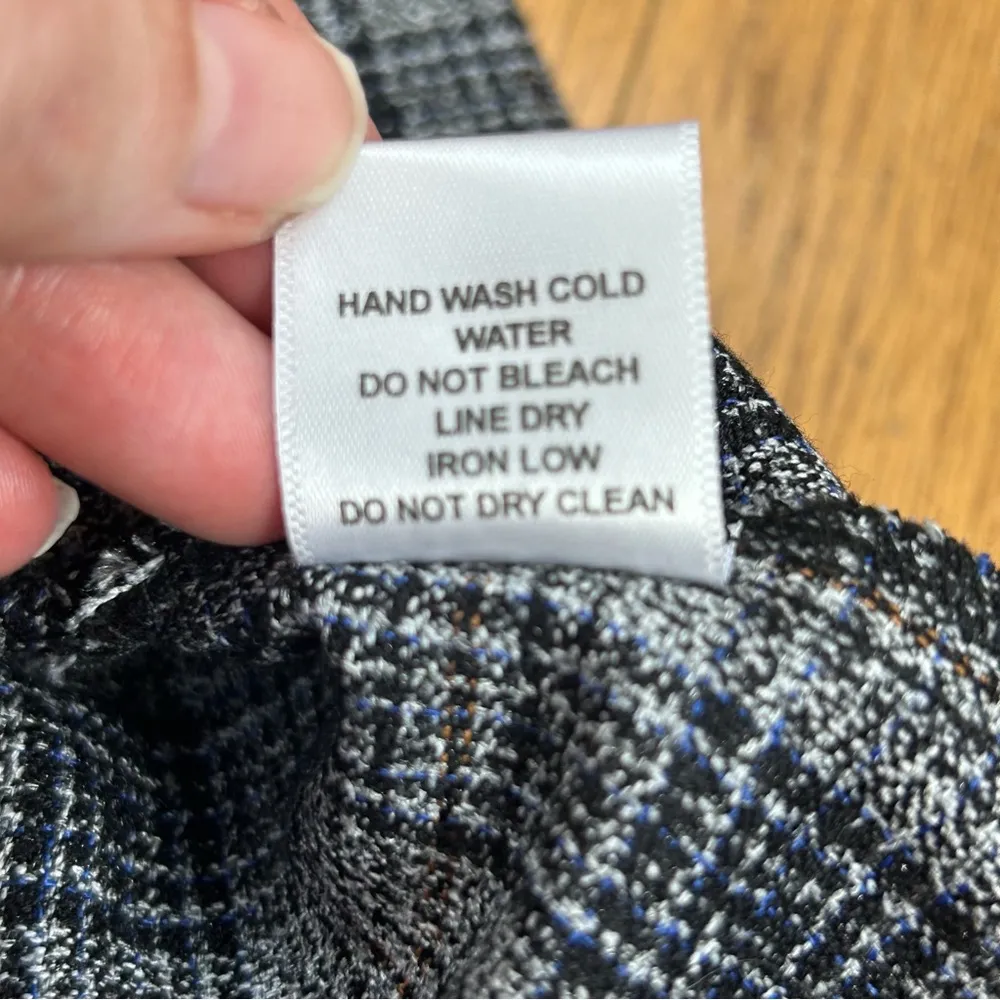 HAND WASH COLD
WATER
DO NOT BLEACH
LINE DRY
IRON LOW
DO NOT DRY CLEAN